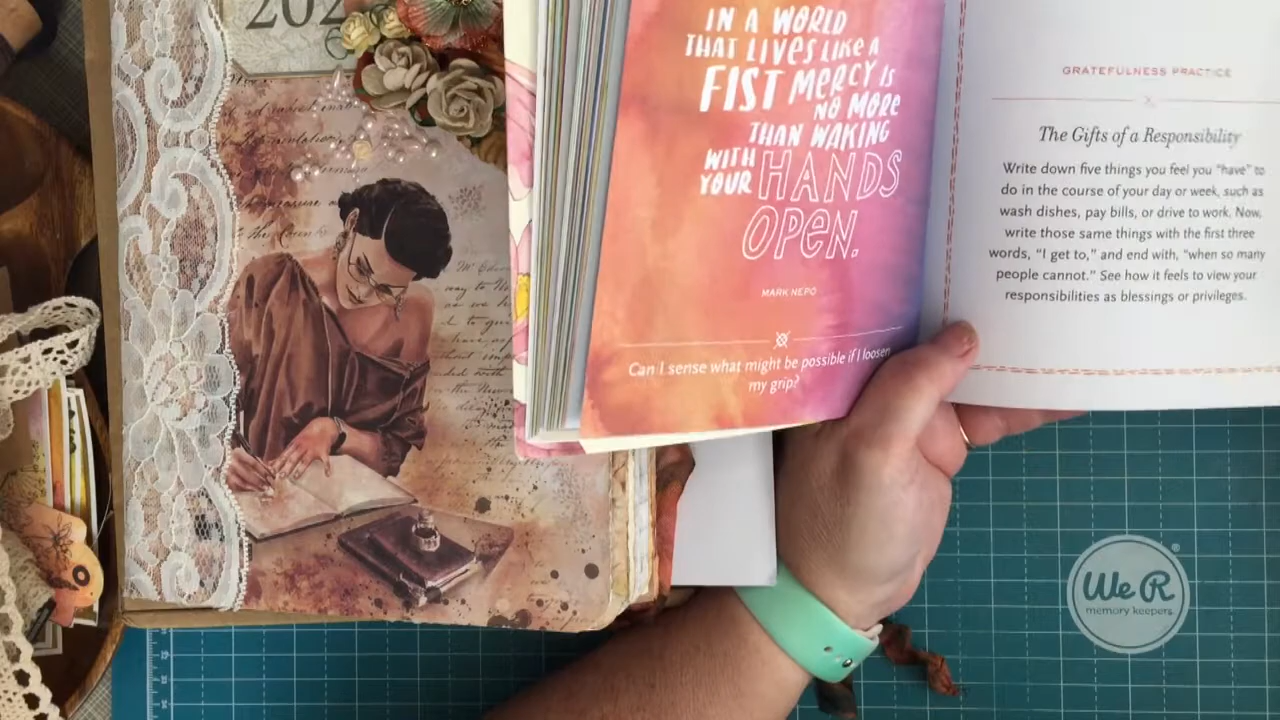 202
IN A WORLD
THAT LIVES LIKE A
FIST MERCY IS
NO MORE
THAN WAKING
WITH
YOUR HANDS
OPEN.
MARK NEPO
Can I sense what might be possible if I loosen
my grip?
GRATEFULNESS PRACTICE
The Gifts of a Responsibility
Write down five things you feel you “have” to
do in the course of your day or week, such as
wash dishes, pay bills, or drive to work. Now,
write those same things with the first three
words, “I get to,” and end with, “when so many
people cannot.” See how it feels to view your
responsibilities as blessings or privileges.
We R
memory keepers